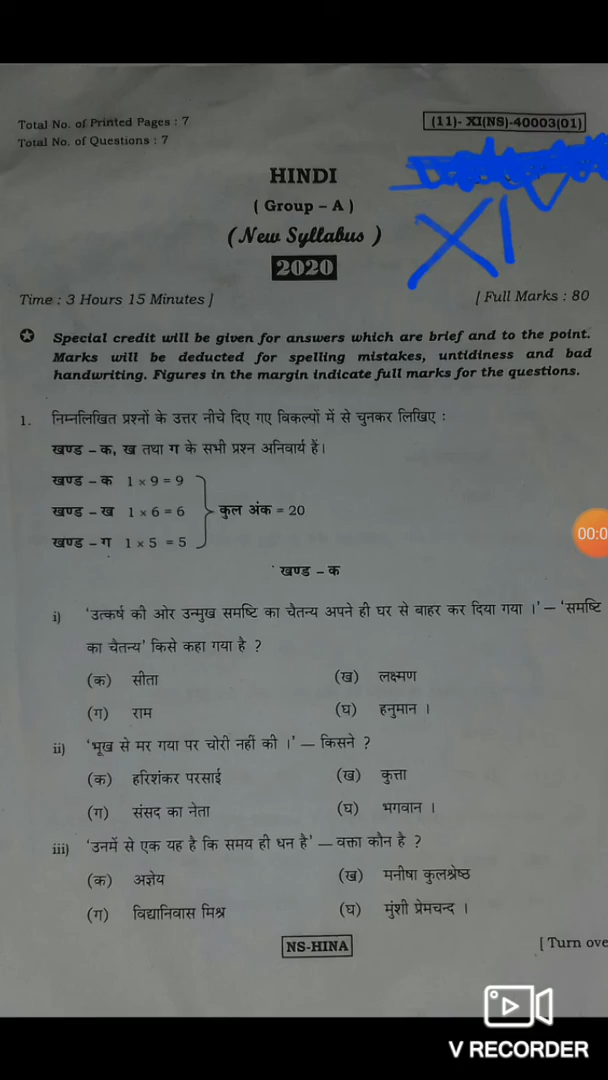 Total No. of Printed Pages : 7
(11)- XI(NS)-40003(01)
Total No. of Questions : 7
HINDI
( Group – A )
XI
(New Syllabus )
2020
Time : 3 Hours 15 Minutes ]
[ Full Marks : 80
✪ Special credit will be given for answers which are brief and to the point.
Marks will be deducted for spelling mistakes, untidiness and bad
handwriting. Figures in the margin indicate full marks for the questions.
1. निम्नलिखित प्रश्नों के उत्तर नीचे दिए गए विकल्पों में से चुनकर लिखिए :
खण्ड – क, ख तथा ग के सभी प्रश्न अनिवार्य हैं।
खण्ड – क 1 × 9 = 9
खण्ड – ख 1 × 6 = 6 कुल अंक = 20
खण्ड – ग 1 × 5 = 5
00:0
खण्ड – क
i) 'उत्कर्ष की ओर उन्मुख समष्टि का चैतन्य अपने ही घर से बाहर कर दिया गया ।' – 'समष्टि
का चैतन्य' किसे कहा गया है ?
(क) सीता (ख) लक्ष्मण
(ग) राम (घ) हनुमान ।
ii) 'भूख से मर गया पर चोरी नहीं की ।' — किसने ?
(क) हरिशंकर परसाई (ख) कुत्ता
(ग) संसद का नेता (घ) भगवान ।
iii) 'उनमें से एक यह है कि समय ही धन है' — वक्ता कौन है ?
(क) अज्ञेय (ख) मनीषा कुलश्रेष्ठ
(ग) विद्यानिवास मिश्र (घ) मुंशी प्रेमचन्द ।
NS-HINA
[ Turn ove
V RECORDER